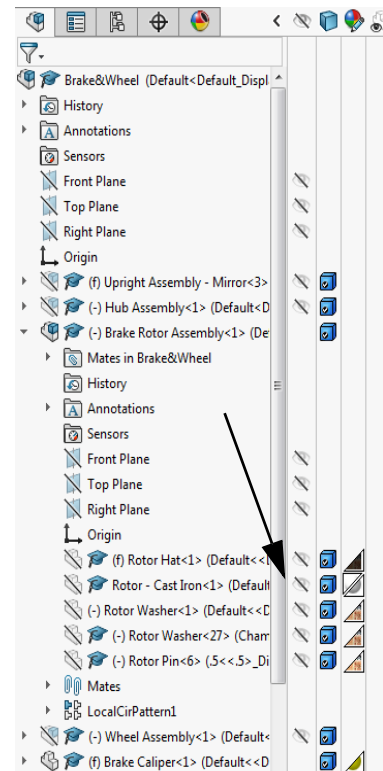 Brake&Wheel (Default<Default_Displ
History
Annotations
Sensors
Front Plane
Top Plane
Right Plane
Origin
(f) Upright Assembly - Mirror<3>
(-) Hub Assembly<1> (Default<D
(-) Brake Rotor Assembly<1> (De
Mates in Brake&Wheel
History
Annotations
Sensors
Front Plane
Top Plane
Right Plane
Origin
(f) Rotor Hat<1> (Default<<
Rotor - Cast Iron<1> (Default
(-) Rotor Washer<1> (Default<<D
(-) Rotor Washer<27> (Cham
(-) Rotor Pin<6> (.5<<.5>_Di
Mates
LocalCirPattern1
(-) Wheel Assembly<1> (Default<
(f) Brake Caliper<1> (Default<<D